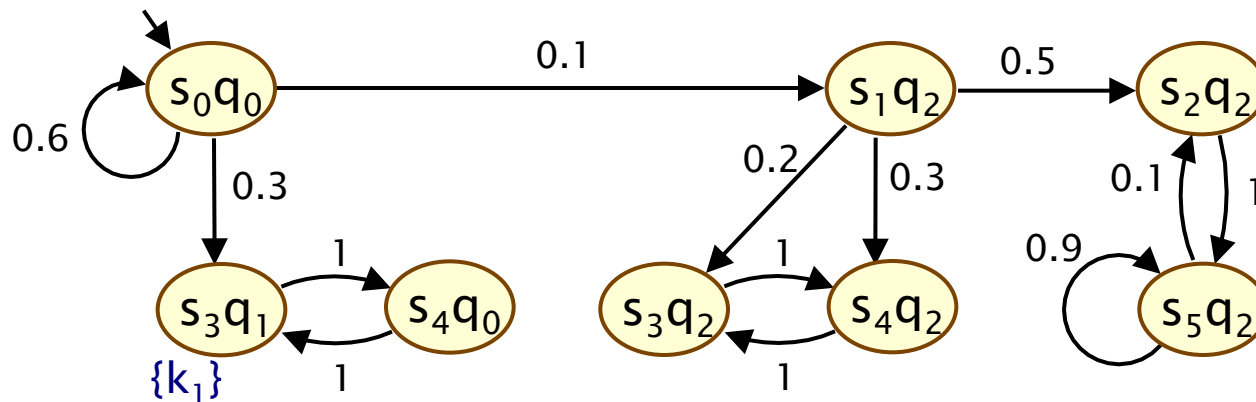 0.1
0.5
s₀q₀
s₁q₂
s₂q₂
0.6
0.3
0.2
0.3
0.1
1
1
1
0.9
s₃q₁
s₄q₀
s₃q₂
s₄q₂
s₅q₂
{k₁}
1
1